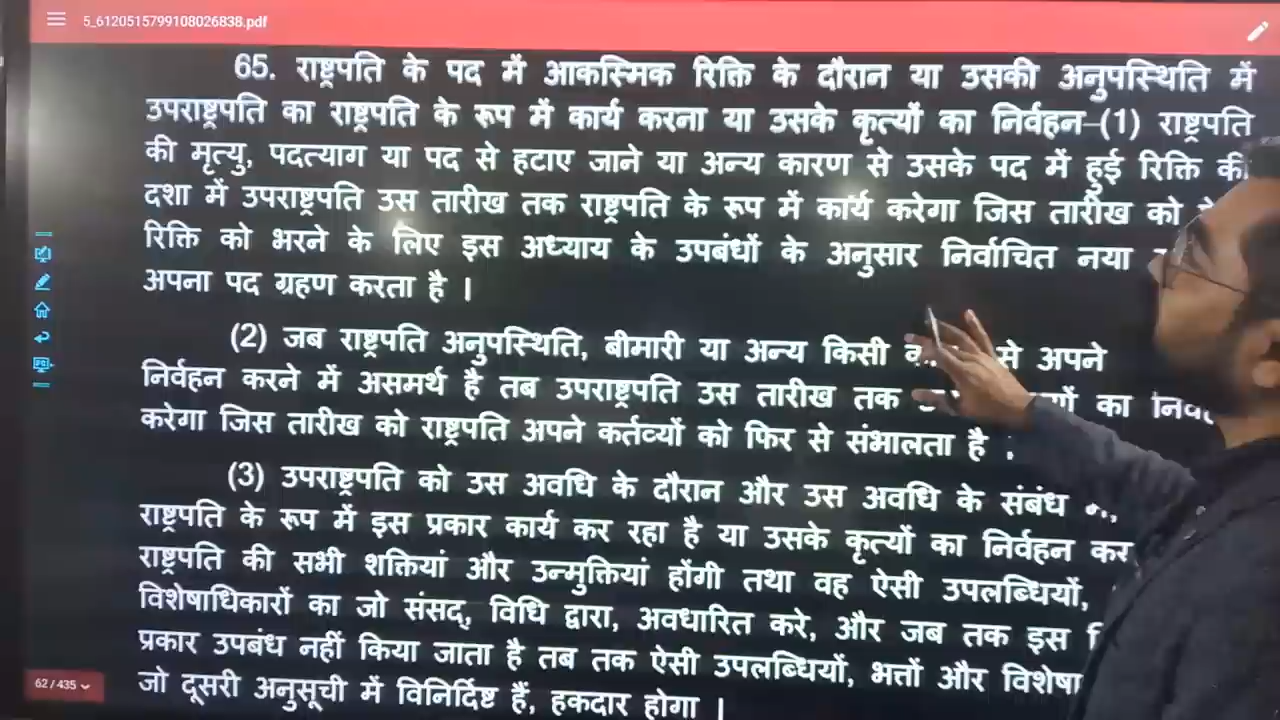 5_6120515799108026838.pdf
65. राष्ट्रपति के पद में आकस्मिक रिक्ति के दौरान या उसकी अनुपस्थिति में
उपराष्ट्रपति का राष्ट्रपति के रूप में कार्य करना या उसके कृत्यों का निर्वहन–(1) राष्ट्रपति
की मृत्यु, पदत्याग या पद से हटाए जाने या अन्य कारण से उसके पद में हुई रिक्ति की
दशा में उपराष्ट्रपति उस तारीख तक राष्ट्रपति के रूप में कार्य करेगा जिस तारीख को
रिक्ति को भरने के लिए इस अध्याय के उपबंधों के अनुसार निर्वाचित नया
अपना पद ग्रहण करता है ।
(2) जब राष्ट्रपति अनुपस्थिति, बीमारी या अन्य किसी से अपने
निर्वहन करने में असमर्थ है तब उपराष्ट्रपति उस तारीख तक का
करेगा जिस तारीख को राष्ट्रपति अपने कर्तव्यों को फिर से संभालता है
(3) उपराष्ट्रपति को उस अवधि के दौरान और उस अवधि के संबंध
राष्ट्रपति के रूप में इस प्रकार कार्य कर रहा है या उसके कृत्यों का निर्वहन कर
राष्ट्रपति की सभी शक्तियां और उन्मुक्तियां होंगी तथा वह ऐसी उपलब्धियों,
विशेषाधिकारों का जो संसद्, विधि द्वारा, अवधारित करे, और जब तक इस
प्रकार उपबंध नहीं किया जाता है तब तक ऐसी उपलब्धियों, भत्तों और
जो दूसरी अनुसूची में विनिर्दिष्ट हैं, हकदार होगा ।
62 / 435